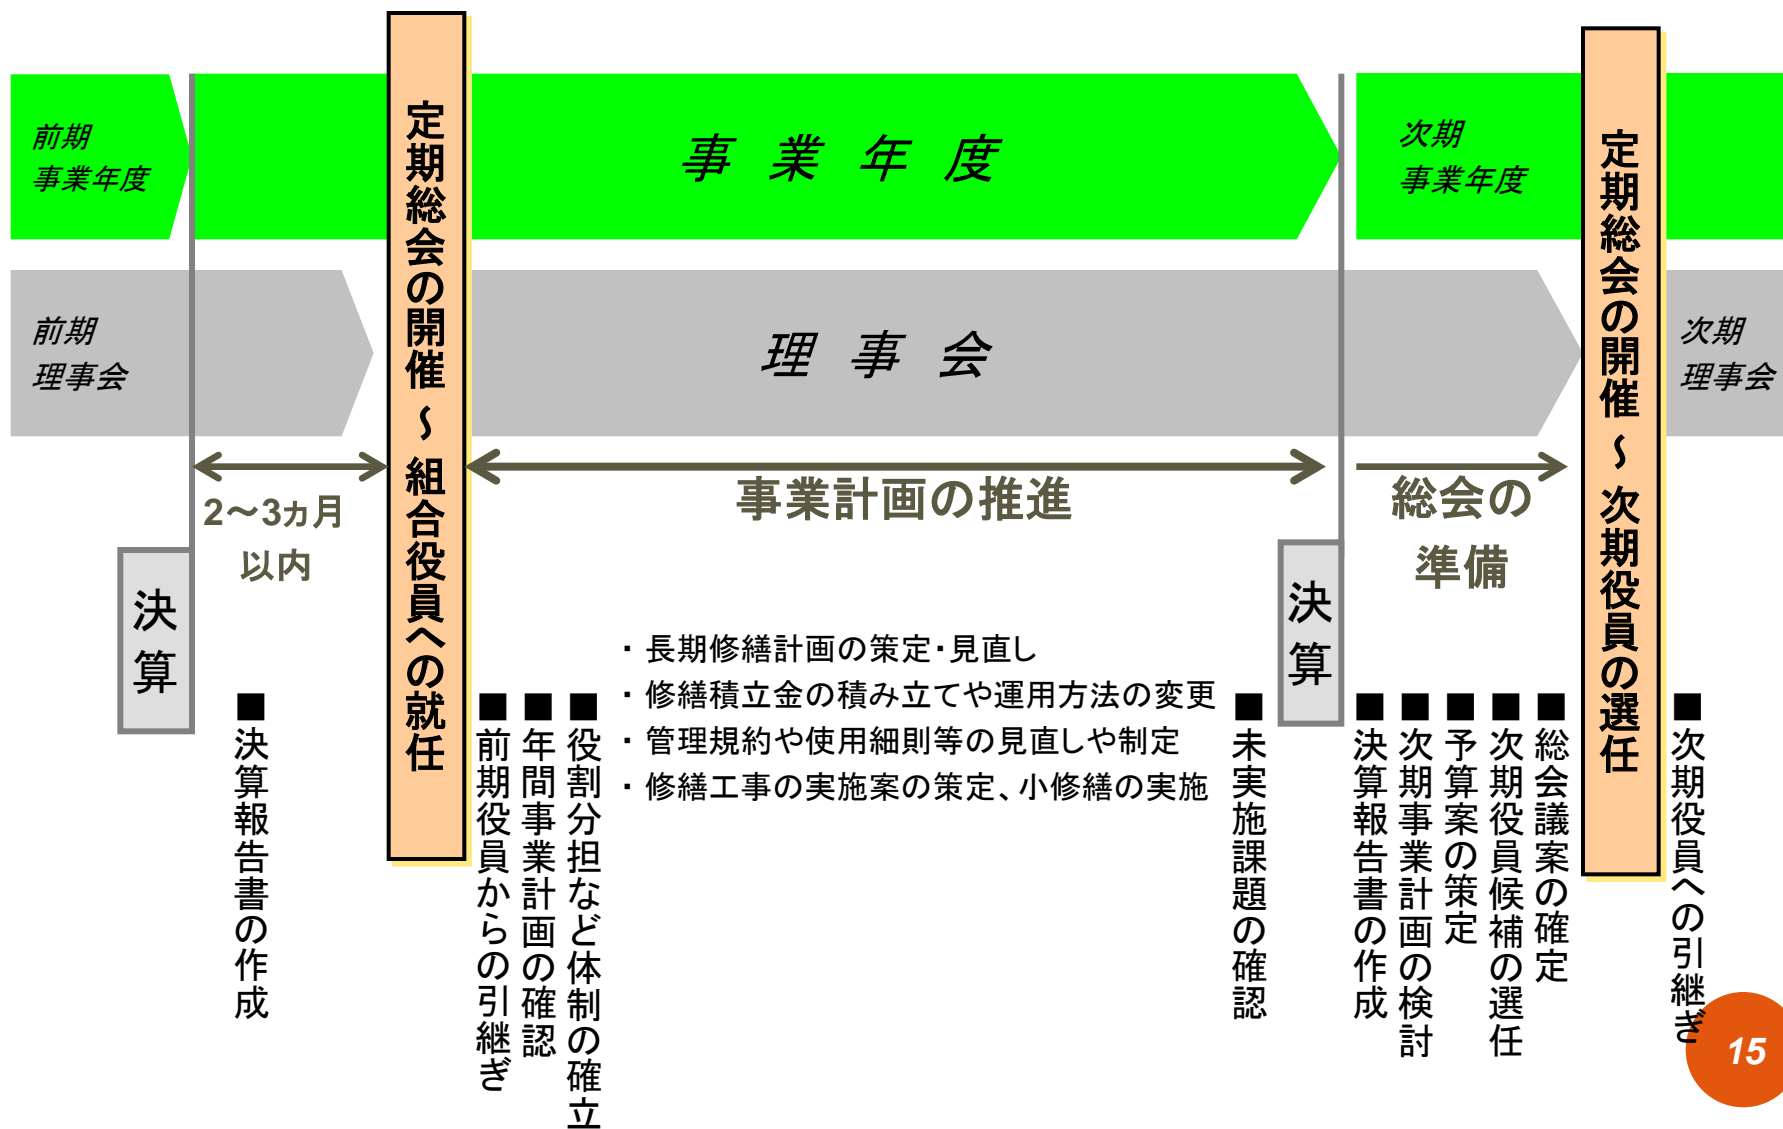 前期
事業年度
事業年度
次期
事業年度
前期
理事会
理事会
次期
理事会
定期総会の開催 ～ 組合役員への就任
定期総会の開催 ～ 次期役員の選任
2～3ヵ月
以内
事業計画の推進
総会の
準備
決算
決算
・ 長期修繕計画の策定・見直し
・ 修繕積立金の積み立てや運用方法の変更
・ 管理規約や使用細則等の見直しや制定
・ 修繕工事の実施案の策定、小修繕の実施
■決算報告書の作成
■前期役員からの引継ぎ
■年間事業計画の確認
■役割分担など体制の確立
■未実施課題の確認
■決算報告書の作成
■次期事業計画の検討
■予算案の策定
■次期役員候補の選任
■総会議案の確定
■次期役員への引継ぎ
15